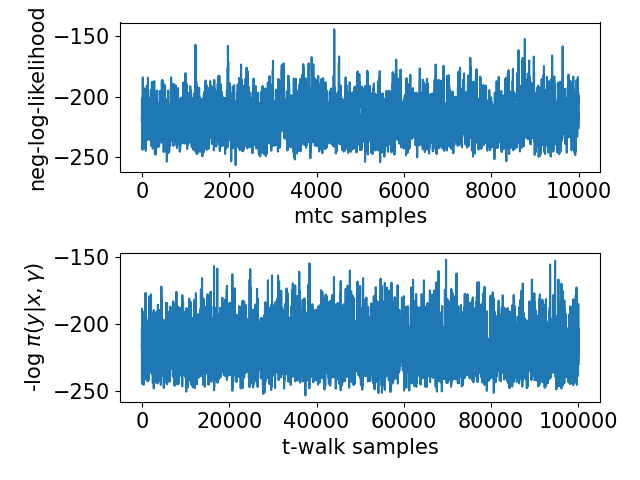 neg-log-likelihood
−150
−200
−250
0 2000 4000 6000 8000 10000
mtc samples
-log π(y|x, γ)
−150
−200
−250
0 20000 40000 60000 80000 100000
t-walk samples